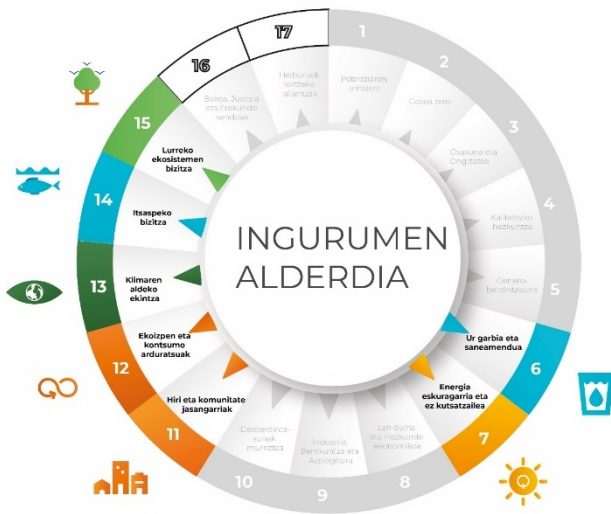 INGURUMEN
ALDERDIA
1
Pobreziaren
amaiera
2
Gosea zero
3
Osasuna eta
Ongizatea
4
Kalitatezko
hezkuntza
5
Genero-
berdintasuna
6
Ur garbia eta
saneamendua
7
Energia
eskuragarria eta
ez kutsatzailea
8
Lan duina
eta Hazkunde
ekonomikoa
9
Industria,
Berrikuntza eta
Azpiegitura
10
Desberdinta-
sunak
murriztea
11
Hiri eta komunitate
jasangarriak
12
Ekoizpen eta
kontsumo
arduratsuak
13
Klimaren
aldeko
ekintza
14
Itsaspeko
bizitza
15
Lurreko
ekosistemen
bizitza
16
Bakea, Justizia
eta Erakunde
sendoak
17
Helburuak
lortzeko
aliantzak